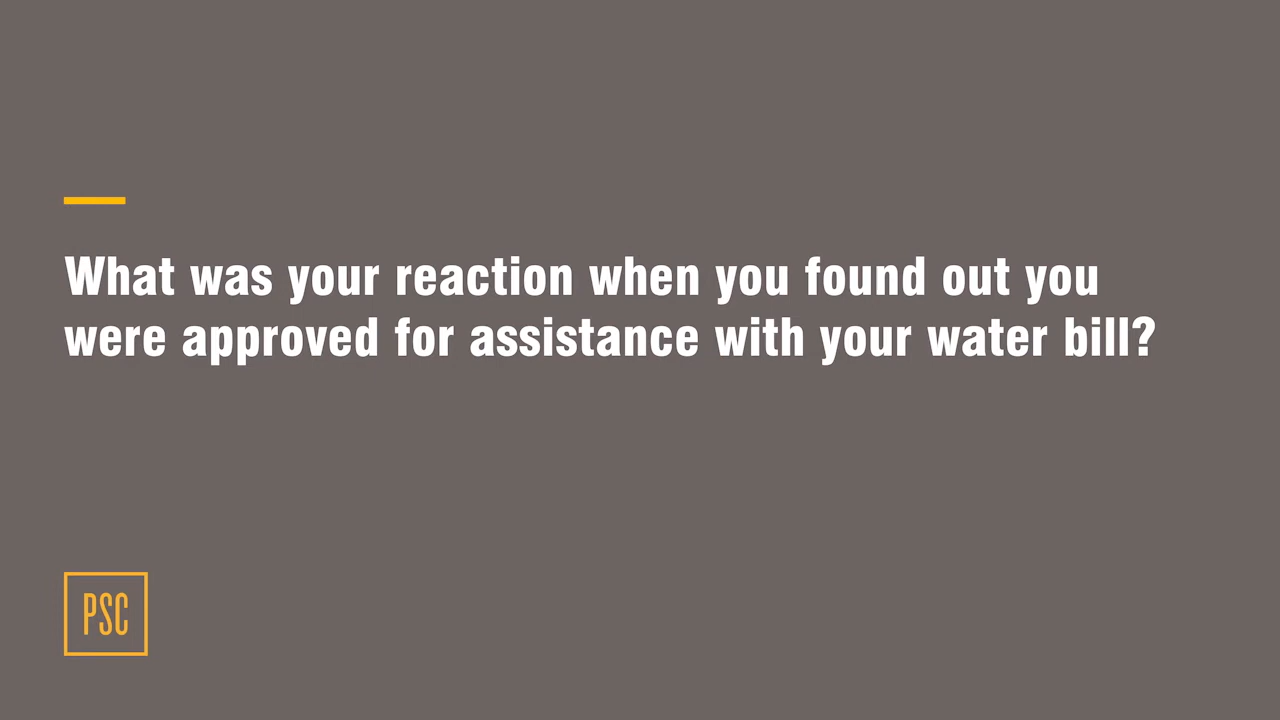 What was your reaction when you found out you
were approved for assistance with your water bill?
PSC